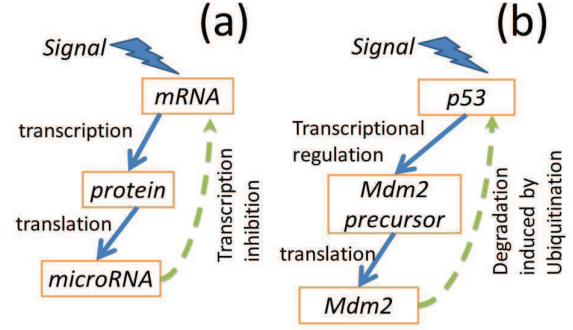 (a)
Signal
mRNA
transcription
protein
translation
microRNA
Transcription
inhibition
(b)
Signal
p53
Transcriptional
regulation
Mdm2
precursor
translation
Mdm2
Degradation
induced by
Ubiquitination